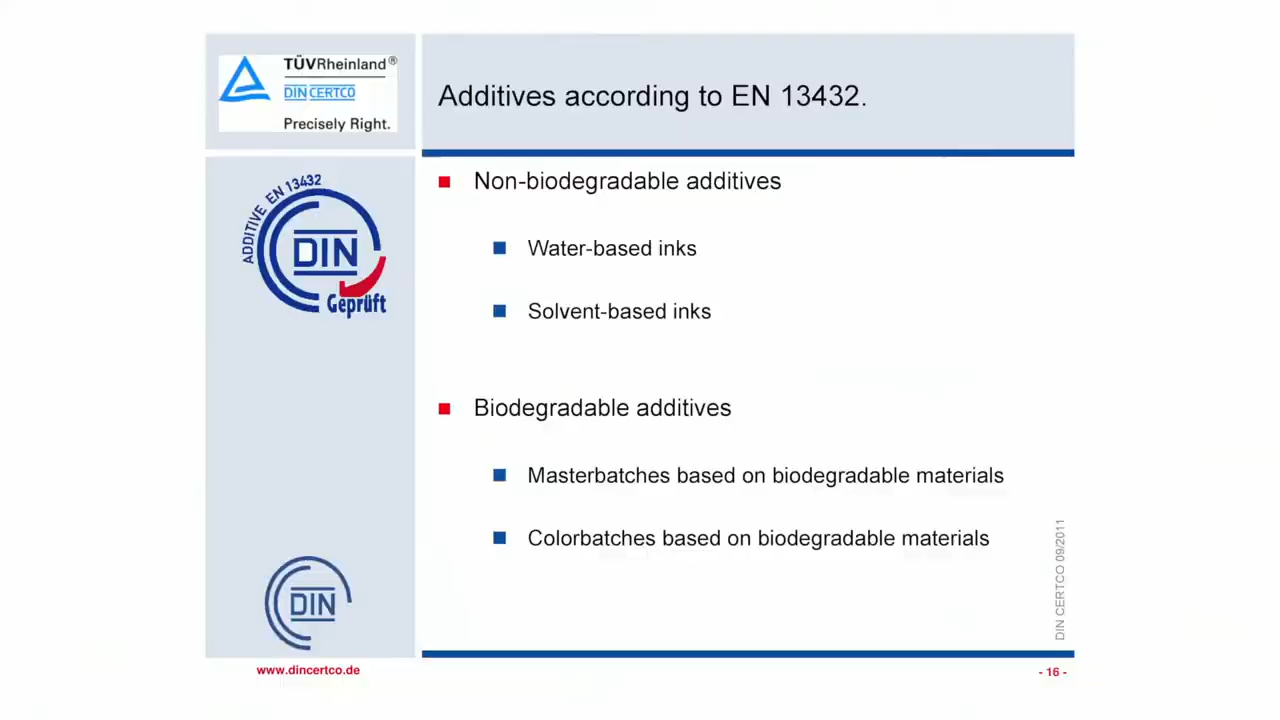 TÜVRheinland®
DIN CERTCO
Precisely Right.
Additives according to EN 13432.
ADDITIVE EN 13432
DIN
Geprüft
Non-biodegradable additives
Water-based inks
Solvent-based inks
Biodegradable additives
Masterbatches based on biodegradable materials
Colorbatches based on biodegradable materials
DIN CERTCO 09/2011
DIN
www.dincertco.de
- 16 -